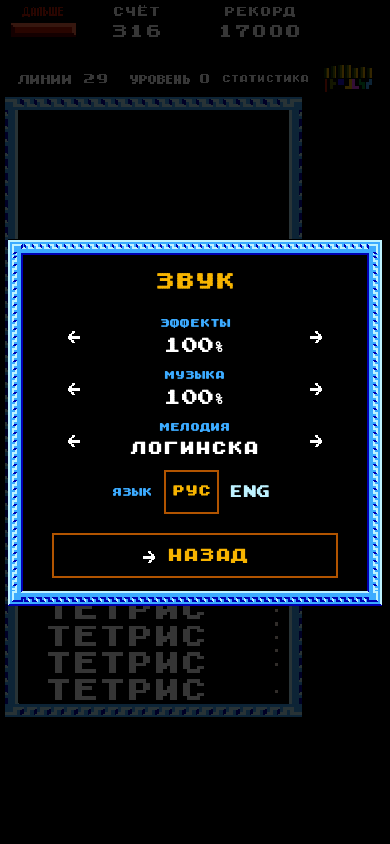 ДАЛЬШЕ СЧЁТ РЕКОРД
316 17000
ЛИНИИ 29 УРОВЕНЬ 0 СТАТИСТИКА
ЗВУК
ЭФФЕКТЫ
← 100% →
МУЗЫКА
← 100% →
МЕЛОДИЯ
← ЛОГИНСКА →
ЯЗЫК РУС ENG
→ НАЗАД
ТЕТРИС
ТЕТРИС
ТЕТРИС
ТЕТРИС